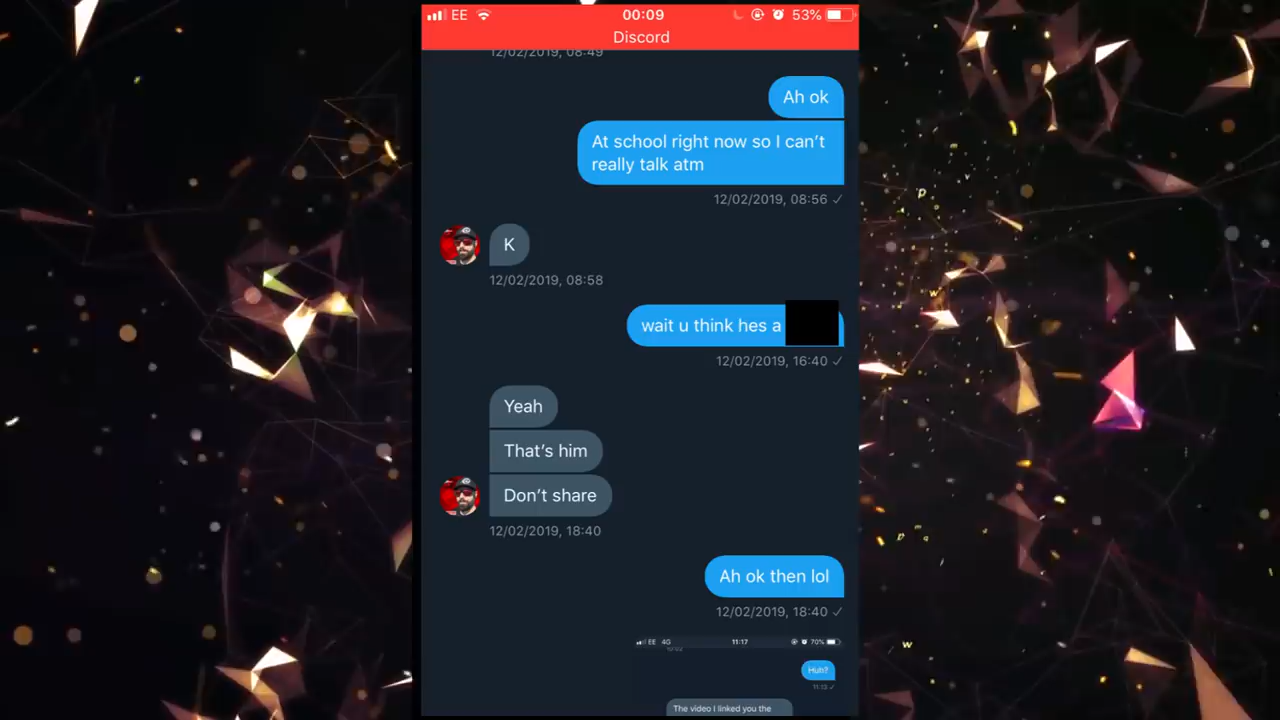 EE 00:09 53%
Discord
12/02/2019, 08:49
Ah ok
At school right now so I can’t
really talk atm
12/02/2019, 08:56 ✓
K
12/02/2019, 08:58
wait u think hes a
12/02/2019, 16:40 ✓
Yeah
That’s him
Don’t share
12/02/2019, 18:40
Ah ok then lol
12/02/2019, 18:40 ✓
EE 4G 11:17 70%
Huh?
The video I linked you the